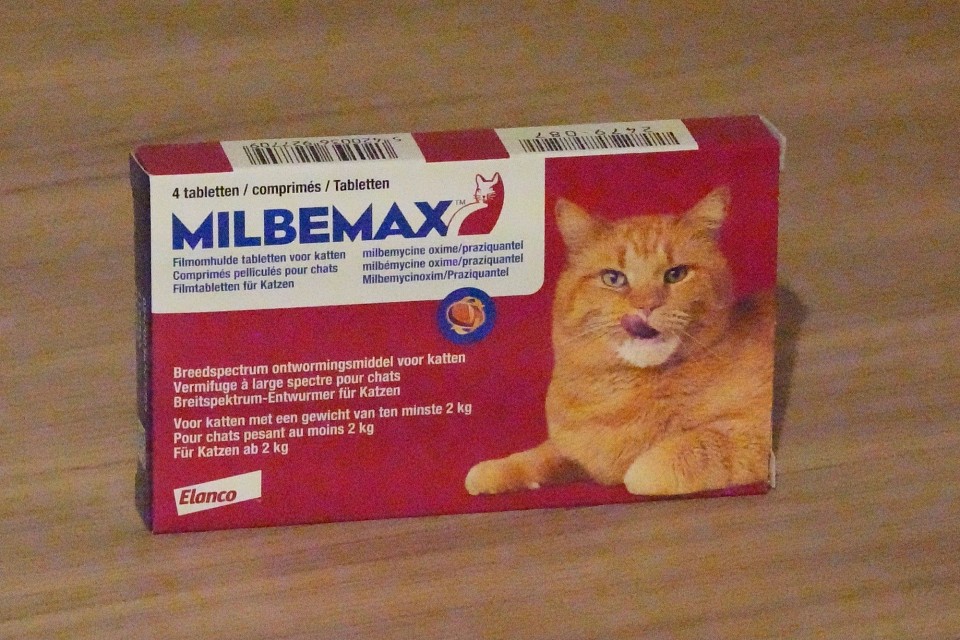 4 tabletten / comprimés / Tabletten
MILBEMAX™
Filmomhulde tabletten voor katten
Comprimés pelliculés pour chats
Filmtabletten für Katzen
milbemycine oxime/praziquantel
milbémycine oxime/praziquantel
Milbemycinoxim/Praziquantel
Breedspectrum ontwormingsmiddel voor katten
Vermifuge à large spectre pour chats
Breitspektrum-Entwurmer für Katzen
Voor katten met een gewicht van ten minste 2 kg
Pour chats pesant au moins 2 kg
Für Katzen ab 2 kg
Elanco
2479-087